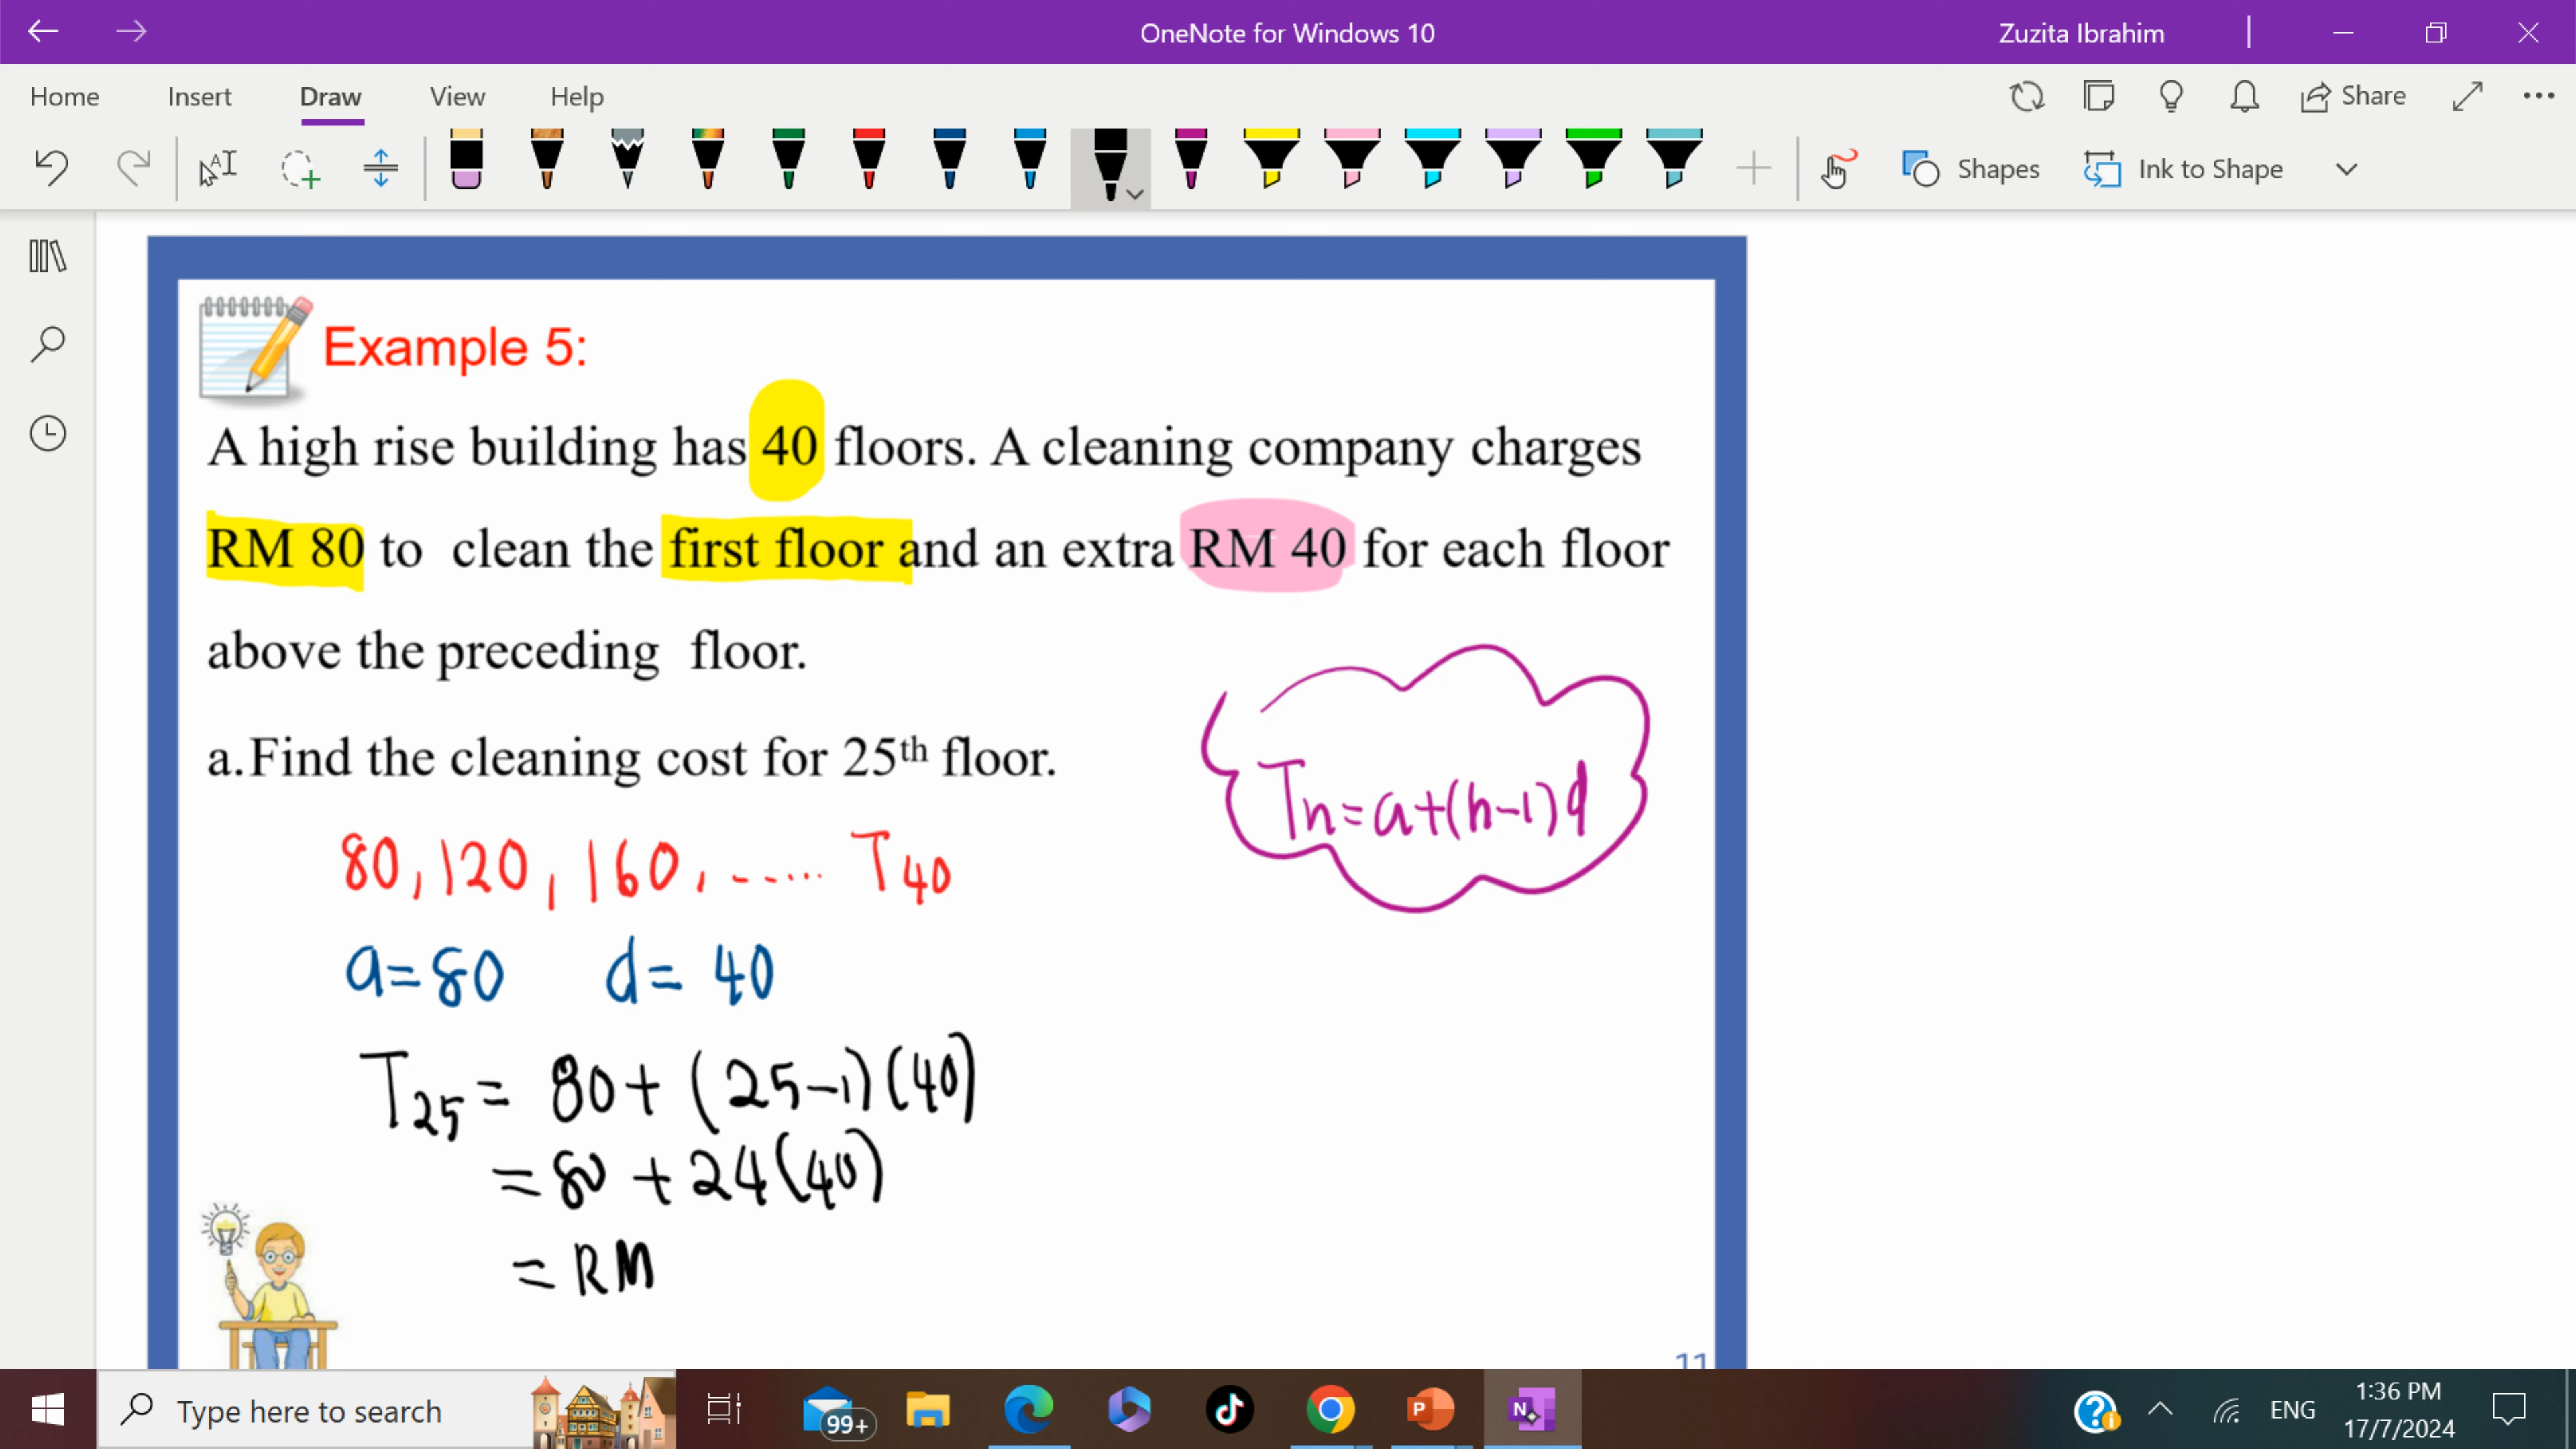 OneNote for Windows 10
Zuzita Ibrahim
Home Insert Draw View Help
Share
Shapes
Ink to Shape
Example 5:
A high rise building has 40 floors. A cleaning company charges
RM 80 to clean the first floor and an extra RM 40 for each floor
above the preceding floor.
a.Find the cleaning cost for 25th floor.
Tn=a+(n-1)d
80, 120, 160, ...... T40
a=80 d= 40
T25 = 80+ (25-1)(40)
= 80 + 24(40)
= RM
11
Type here to search
99+
ENG
1:36 PM
17/7/2024